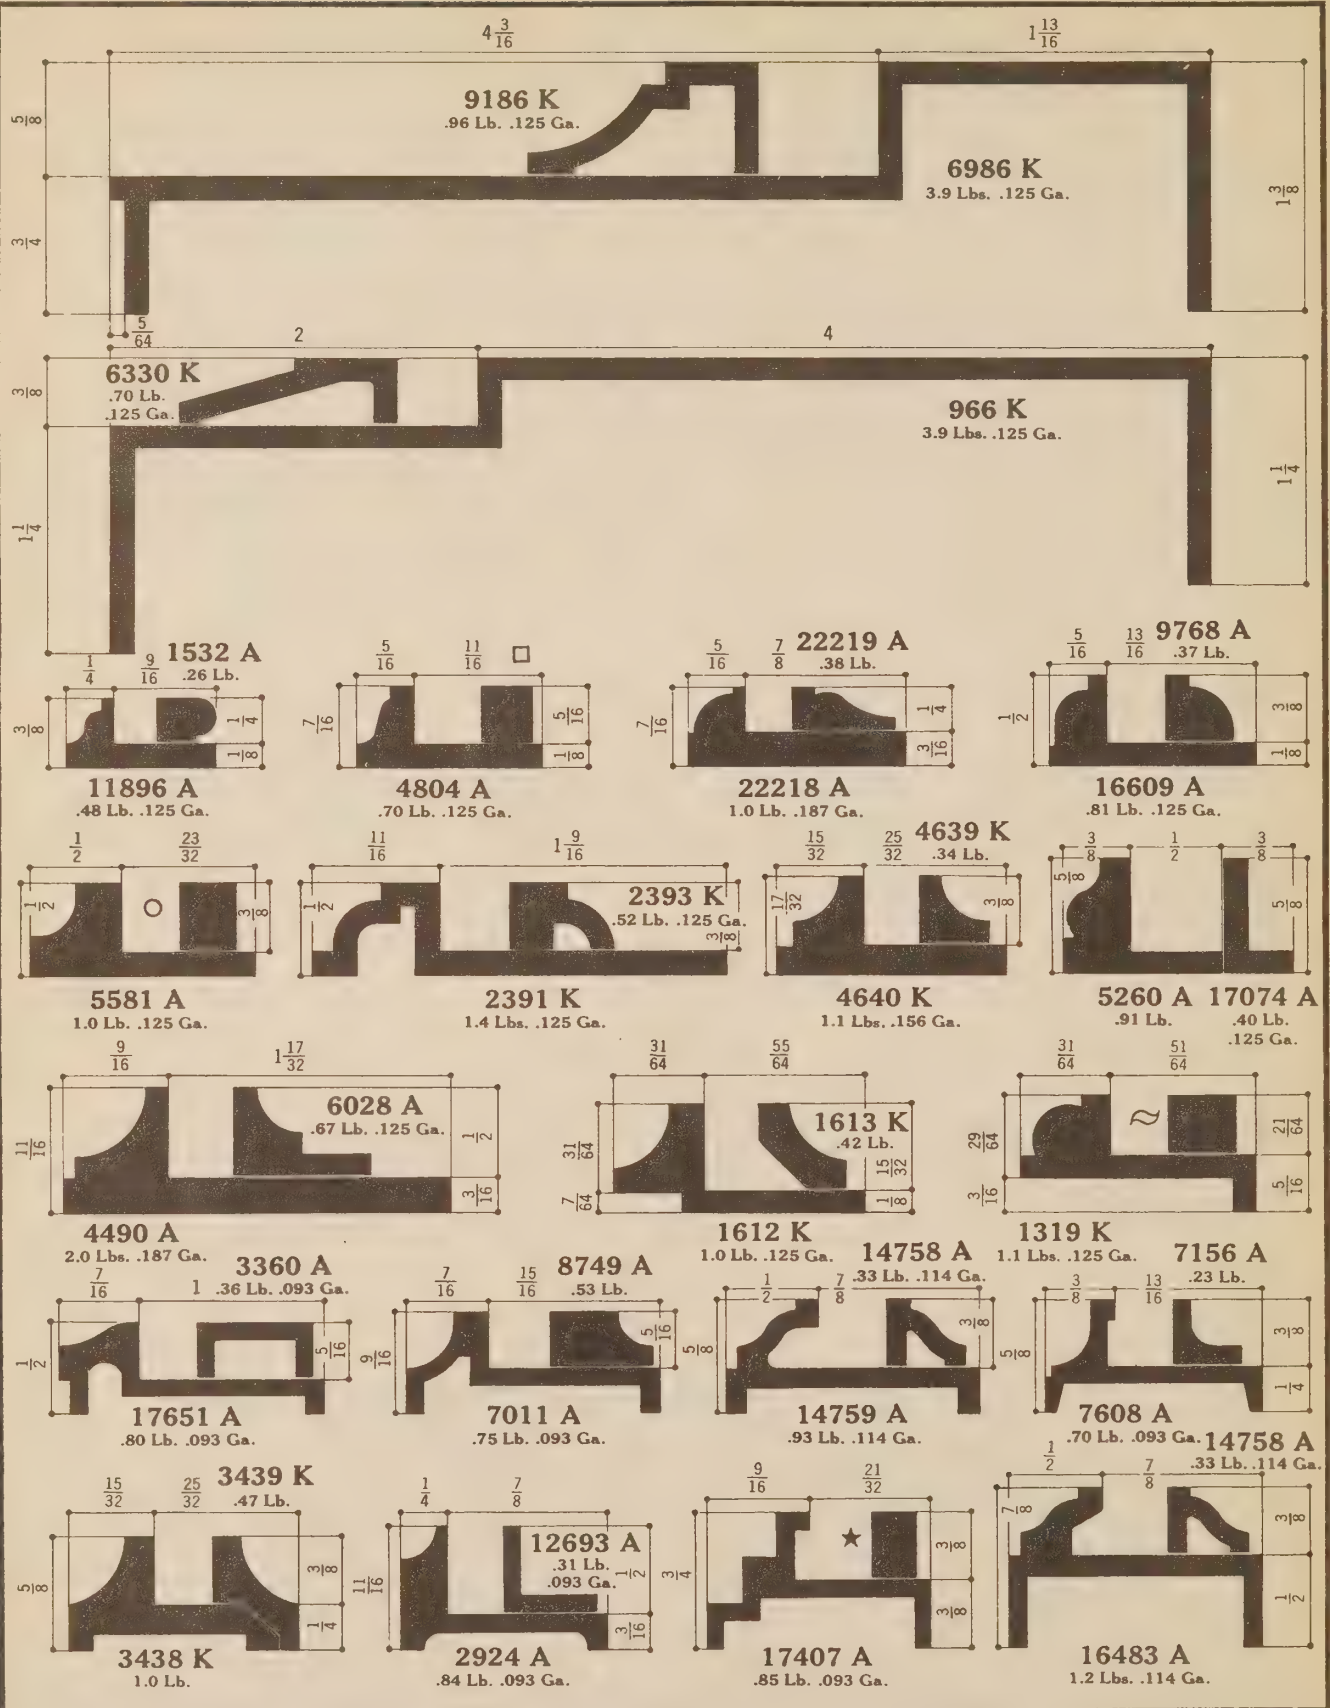 4 3/16
1 13/16
9186 K
.96 Lb. .125 Ga.
5/8
6986 K
3.9 Lbs. .125 Ga.
1 3/8
3/4
5/64
2
4
6330 K
.70 Lb.
.125 Ga.
3/8
966 K
3.9 Lbs. .125 Ga.
1 1/4
1 1/4
1/4
9/16
1532 A
.26 Lb.
3/8
1/4
1/8
11896 A
.48 Lb. .125 Ga.
5/16
11/16
□
7/16
5/16
1/8
4804 A
.70 Lb. .125 Ga.
5/16
7/8
22219 A
.38 Lb.
7/16
1/4
3/16
22218 A
1.0 Lb. .187 Ga.
5/16
13/16
9768 A
.37 Lb.
1/2
3/8
1/8
16609 A
.81 Lb. .125 Ga.
1/2
23/32
1/2
○
3/8
5581 A
1.0 Lb. .125 Ga.
11/16
1 9/16
1/2
2393 K
.52 Lb. .125 Ga.
3/8
2391 K
1.4 Lbs. .125 Ga.
15/32
25/32
4639 K
.34 Lb.
17/32
3/8
4640 K
1.1 Lbs. .156 Ga.
3/8
1/2
3/8
5/8
5/8
5260 A
.91 Lb.
17074 A
.40 Lb.
.125 Ga.
9/16
1 17/32
6028 A
.67 Lb. .125 Ga.
11/16
1/2
3/16
4490 A
2.0 Lbs. .187 Ga.
31/64
55/64
1613 K
.42 Lb.
31/64
7/64
15/32
1/8
1612 K
1.0 Lb. .125 Ga.
31/64
51/64
29/64
3/16
21/64
5/16
1319 K
1.1 Lbs. .125 Ga.
7/16
1
3360 A
.36 Lb. .093 Ga.
1/2
5/16
17651 A
.80 Lb. .093 Ga.
7/16
15/16
8749 A
.53 Lb.
9/16
5/16
7011 A
.75 Lb. .093 Ga.
1/2
7/8
14758 A
.33 Lb. .114 Ga.
5/8
3/8
14759 A
.93 Lb. .114 Ga.
3/8
13/16
7156 A
.23 Lb.
5/8
3/8
1/4
7608 A
.70 Lb. .093 Ga.
15/32
25/32
3439 K
.47 Lb.
5/8
3/8
1/4
3438 K
1.0 Lb.
1/4
7/8
12693 A
.31 Lb.
.093 Ga.
11/16
1/2
3/16
2924 A
.84 Lb. .093 Ga.
9/16
21/32
★
3/4
3/8
3/8
17407 A
.85 Lb. .093 Ga.
1/2
7/8
14758 A
.33 Lb. .114 Ga.
7/8
3/8
1/2
16483 A
1.2 Lbs. .114 Ga.